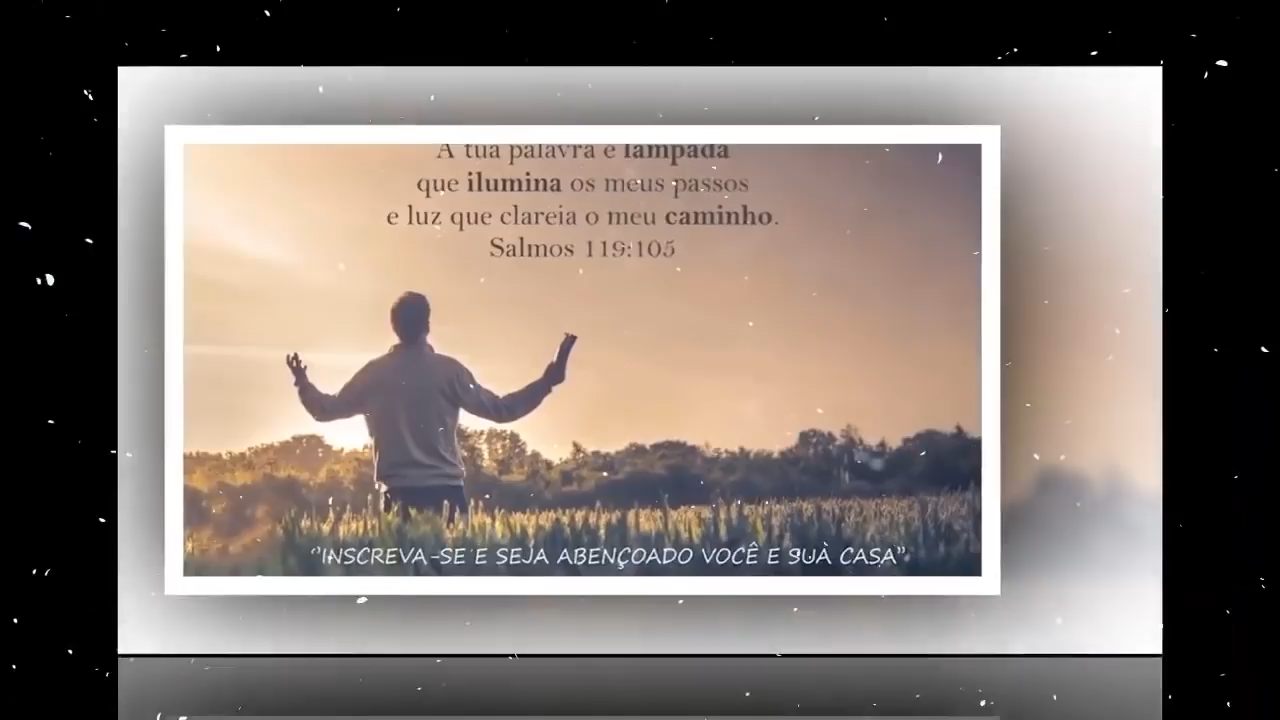 A tua palavra é lâmpada
que ilumina os meus passos
e luz que clareia o meu caminho.
Salmos 119:105
"INSCREVA-SE E SEJA ABENÇOADO VOCÊ E SUA CASA"